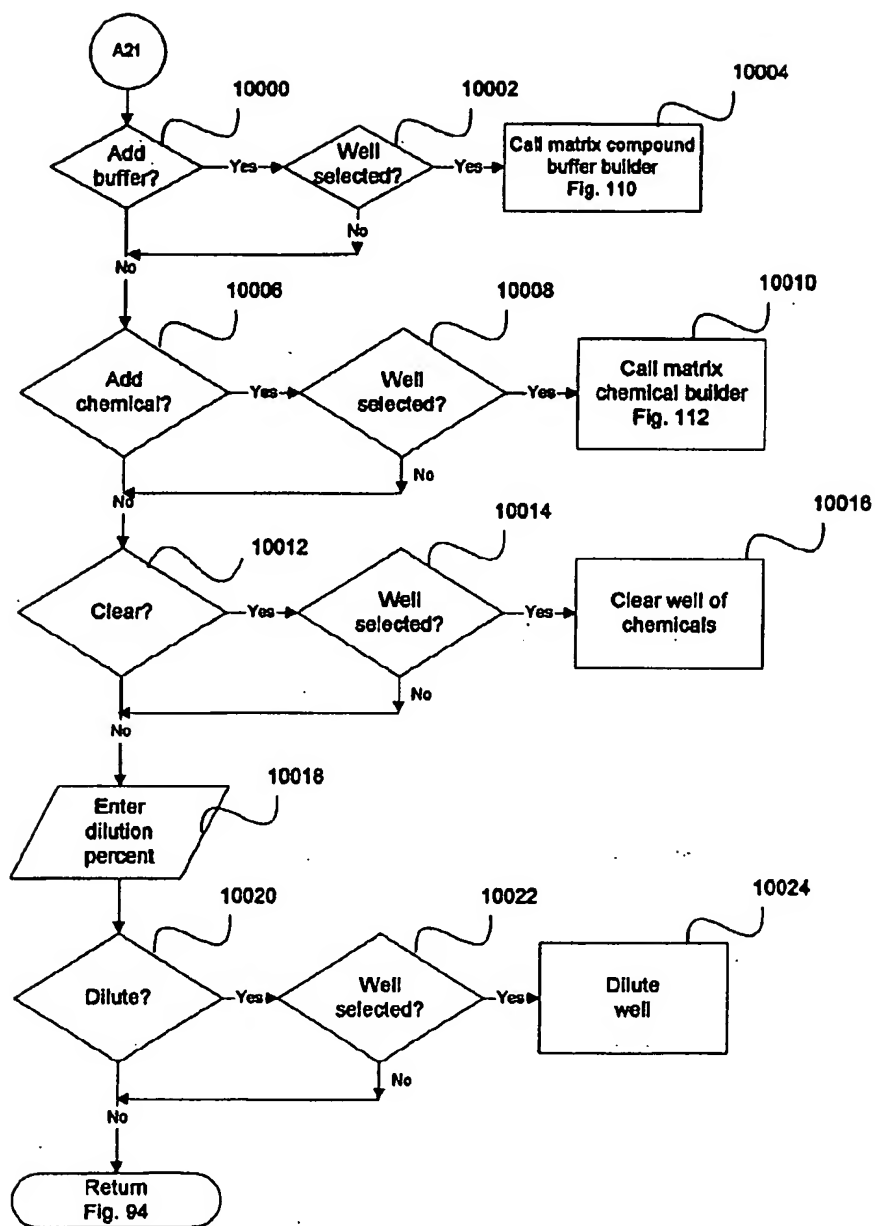 A21
10000
10002
10004
Add
buffer?
Yes
Well
selected?
Yes
Call matrix compound
buffer builder
Fig. 110
No
No
10006
10008
10010
Add
chemical?
Yes
Well
selected?
Yes
Call matrix
chemical builder
Fig. 112
No
No
10012
10014
10016
Clear?
Yes
Well
selected?
Yes
Clear well of
chemicals
No
No
10018
Enter
dilution
percent
10020
10022
10024
Dilute?
Yes
Well
selected?
Yes
Dilute
well
No
No
Return
Fig. 94